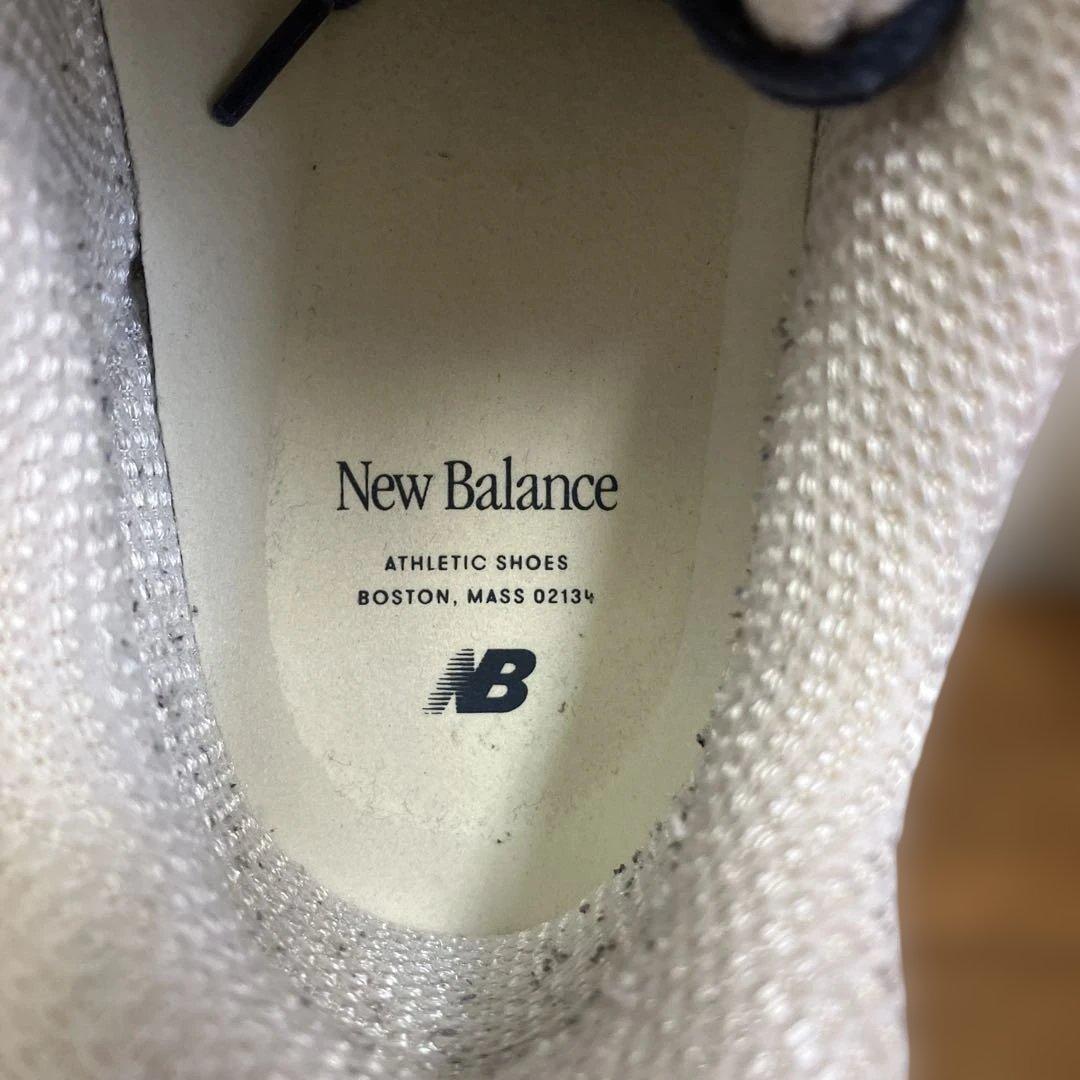 New Balance
ATHLETIC SHOES
BOSTON, MASS 02134
NB